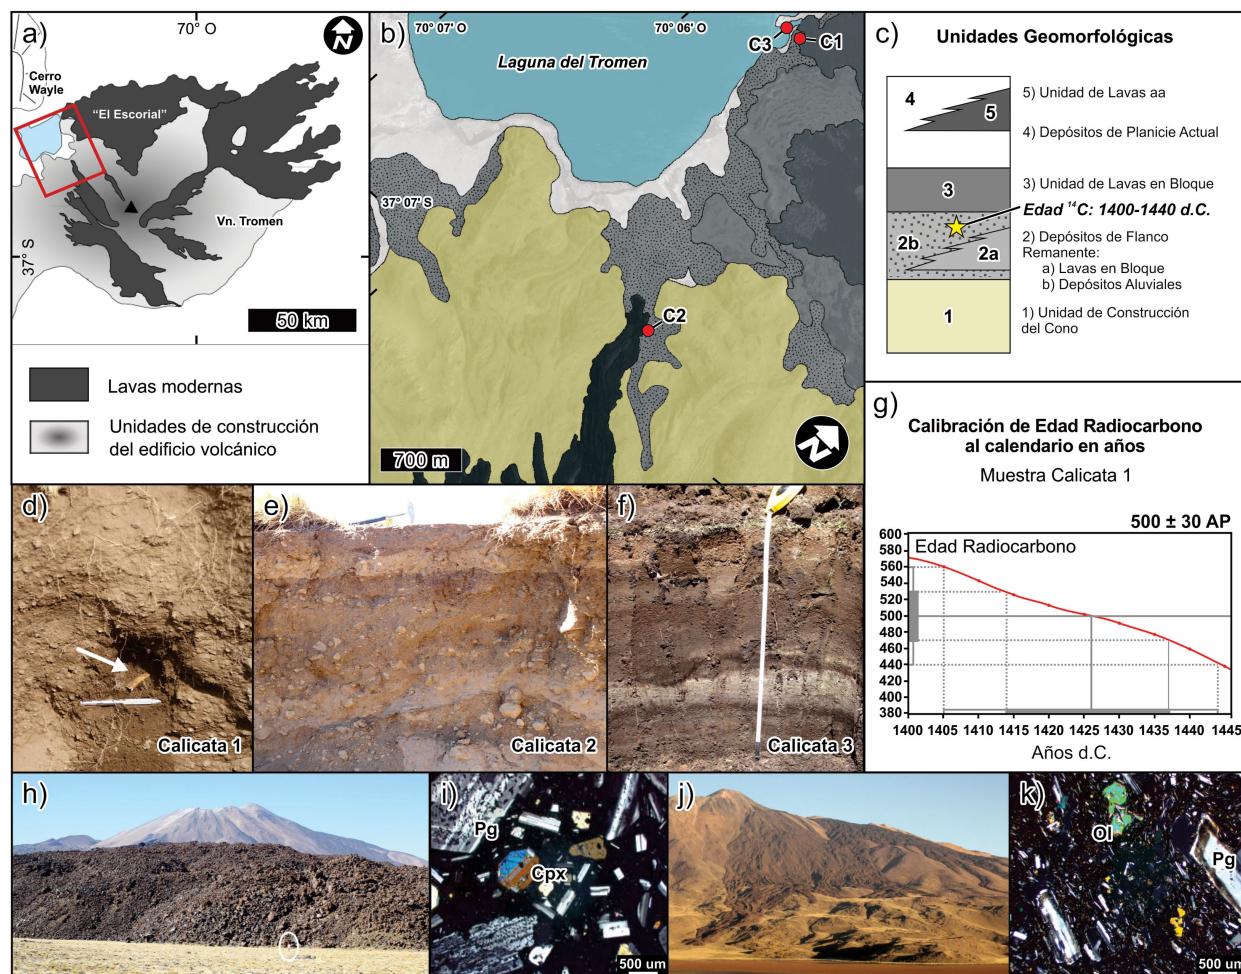 a)
70° O
N
Cerro
Wayle
“El Escorial”
Vn. Tromen
37° S
50 km
Lavas modernas
Unidades de construcción
del edificio volcánico
b)
70° 07' O
70° 06' O
Laguna del Tromen
C3
C1
37° 07' S
C2
700 m
N
c)
Unidades Geomorfológicas
4
5
3
2b
2a
1
5) Unidad de Lavas aa
4) Depósitos de Planicie Actual
3) Unidad de Lavas en Bloque
Edad ¹⁴C: 1400-1440 d.C.
2) Depósitos de Flanco
Remanente:
a) Lavas en Bloque
b) Depósitos Aluviales
1) Unidad de Construcción
del Cono
d)
Calicata 1
e)
Calicata 2
f)
Calicata 3
g)
Calibración de Edad Radiocarbono
al calendario en años
Muestra Calicata 1
500 ± 30 AP
Edad Radiocarbono
600
580
560
540
520
500
480
460
440
420
400
380
1400 1405 1410 1415 1420 1425 1430 1435 1440 1445
Años d.C.
h)
i)
Pg
Cpx
500 um
j)
k)
Ol
Pg
500 um